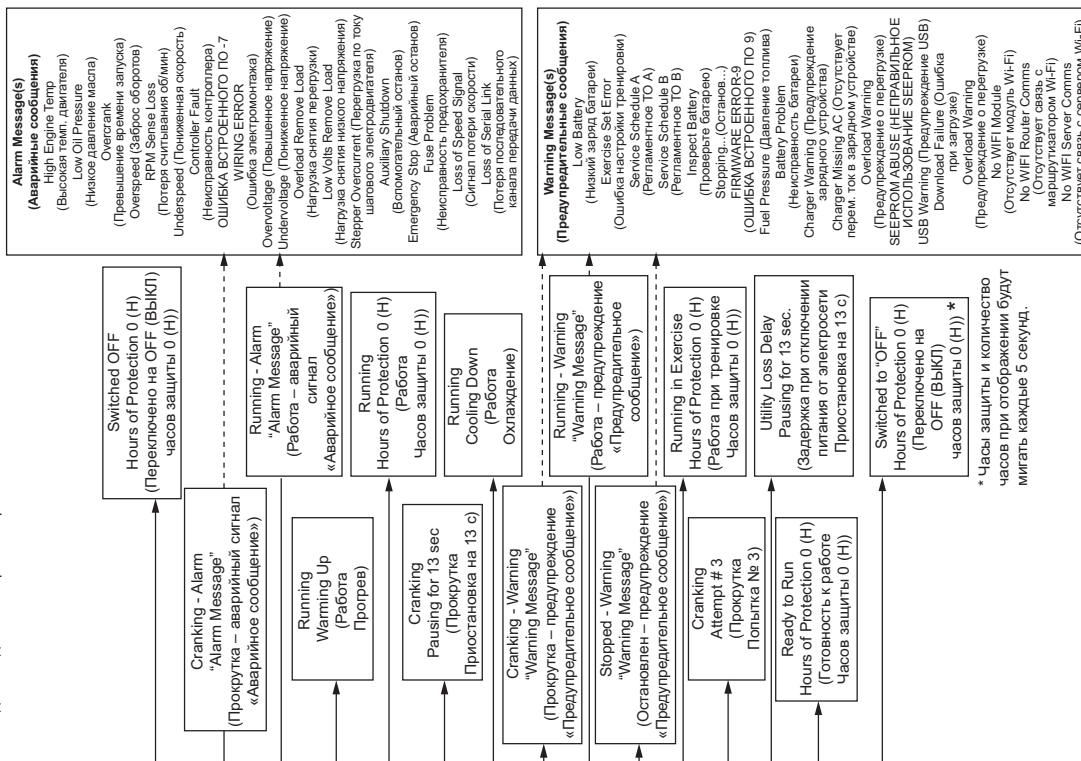 Switched OFF
Hours of Protection 0 (H)
(Переключено на OFF (ВЫКЛ)
часов защиты 0 (H))
Cranking - Alarm
"Alarm Message"
(Прокрутка – аварийный сигнал
«Аварийное сообщение»)
Running - Alarm
"Alarm Message"
(Работа – аварийный
сигнал
«Аварийное сообщение»)
Running
Warming Up
(Работа
Прогрев)
Running
Hours of Protection 0 (H)
(Работа
Часов защиты 0 (H))
Cranking
Pausing for 13 sec
(Прокрутка
Приостановка на 13 с)
Running
Cooling Down
(Работа
Охлаждение)
Cranking - Warning
"Warning Message"
(Прокрутка – предупреждение
«Предупредительное сообщение»)
Running - Warning
"Warning Message"
(Работа – предупреждение
«Предупредительное
сообщение»)
Stopped - Warning
"Warning Message"
(Остановлен – предупреждение
«Предупредительное сообщение»)
Running in Exercise
Hours of Protection 0 (H)
(Работа при тренировке
Часов защиты 0 (H))
Cranking
Attempt # 3
(Прокрутка
Попытка № 3)
Utility Loss Delay
Pausing for 13 sec.
(Задержка при отключении
питания от электросети
Приостановка на 13 с)
Ready to Run
Hours of Protection 0 (H)
(Готовность к работе
Часов защиты 0 (H))
Switched to "OFF"
Hours of Protection 0 (H)
(Переключено на
OFF (ВЫКЛ)
часов защиты 0 (H)) *
* Часы защиты и количество
часов при отображении будут
мигать каждые 5 секунд.
Alarm Message(s)
(Аварийные сообщения)
High Engine Temp
(Высокая темп. двигателя)
Low Oil Pressure
(Низкое давление масла)
Overcrank
(Превышение времени запуска)
Overspeed (Заброс оборотов)
RPM Sense Loss
(Потеря считывания об/мин)
Underspeed (Пониженная скорость)
Controller Fault
(Неисправность контроллера)
ОШИБКА ВСТРОЕННОГО ПО-7
WIRING ERROR
(Ошибка электромонтажа)
Overvoltage (Повышенное напряжение)
Undervoltage (Пониженное напряжение)
Overload Remove Load
(Нагрузка снятия перегрузки)
Low Volts Remove Load
(Нагрузка снятия низкого напряжения)
Stepper Overcurrent (Перегрузка по току
шагового электродвигателя)
Auxiliary Shutdown
(Вспомогательный останов)
Emergency Stop (Аварийный останов)
Fuse Problem
(Неисправность предохранителя)
Loss of Speed Signal
(Сигнал потери скорости)
Loss of Serial Link
(Потеря последовательного
канала передачи данных)
Warning Message(s)
(Предупредительные сообщения)
Low Battery
(Низкий заряд батареи)
Exercise Set Error
(Ошибка настройки тренировки)
Service Schedule A
(Регламентное ТО А)
Service Schedule B
(Регламентное ТО В)
Inspect Battery
(Проверьте батарею)
Stopping...(Останов...)
FIRMWARE ERROR-9
(ОШИБКА ВСТРОЕННОГО ПО 9)
Fuel Pressure (Давление топлива)
Battery Problem
(Неисправность батареи)
Charger Warning (Предупреждение
зарядного устройства)
Charger Missing AC (Отсутствует
перем. ток в зарядном устройстве)
Overload Warning
(Предупреждение о перегрузке)
SEEPROM ABUSE (НЕПРАВИЛЬНОЕ
ИСПОЛЬЗОВАНИЕ SEEPROM)
USB Warning (Предупреждение USB)
Download Failure (Ошибка
при загрузке)
Overload Warning
(Предупреждение о перегрузке)
No WIFI Module
(Отсутствует модуль Wi-Fi)
No WIFI Router Comms
(Отсутствует связь с
маршрутизатором Wi-Fi)
No WIFI Server Comms
(Отсутствует связь с сервером Wi-Fi)